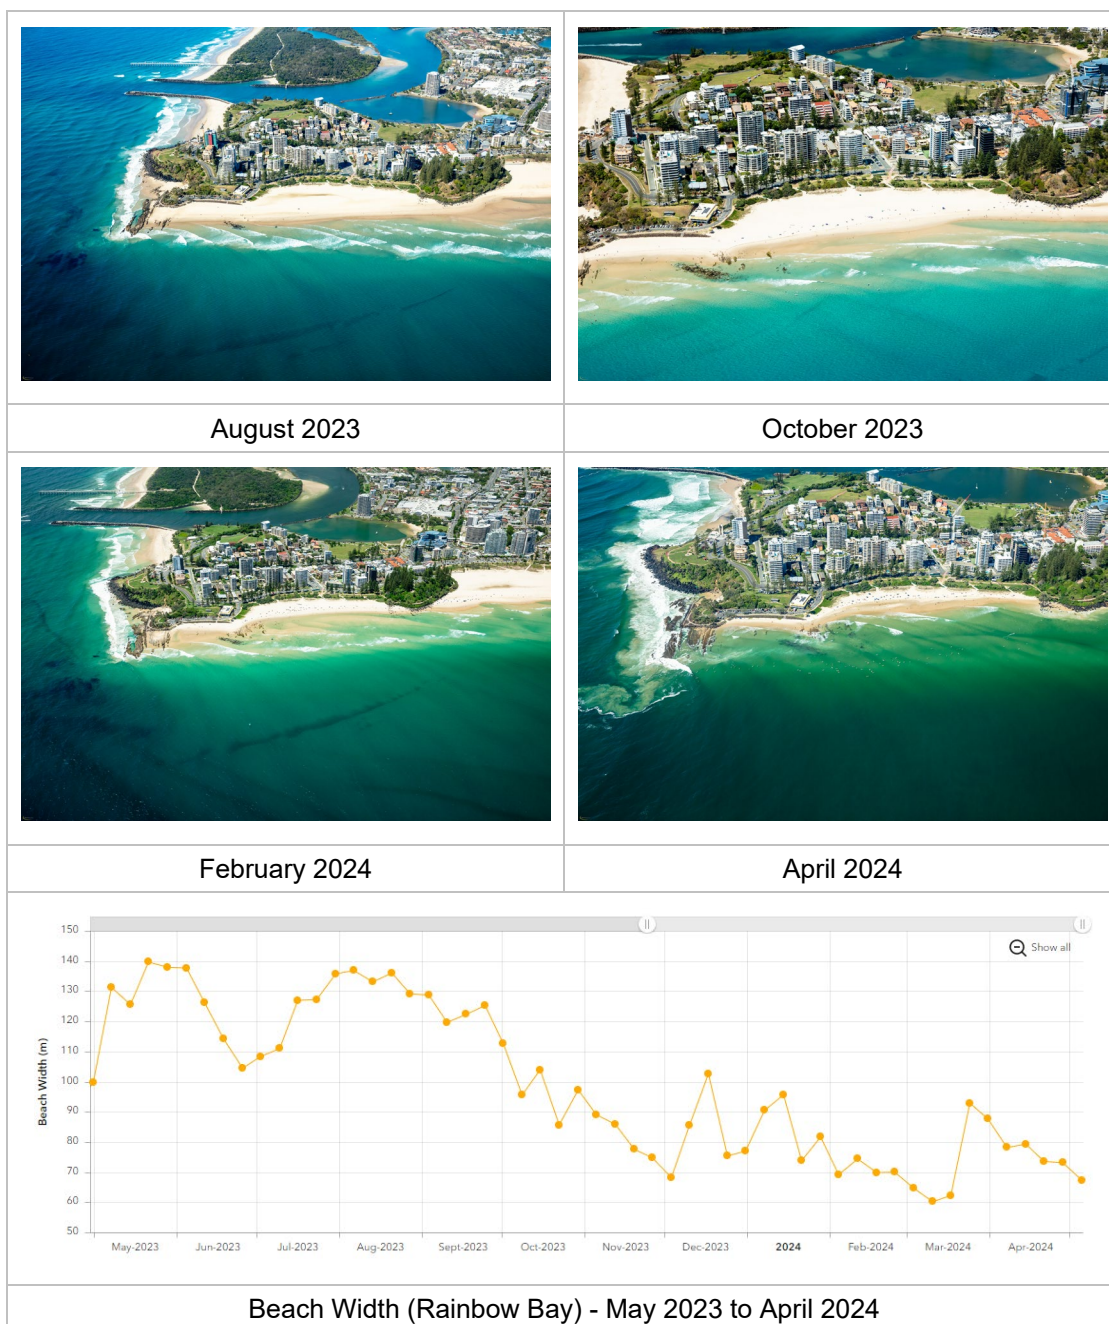 August 2023
October 2023
February 2024
April 2024
Show all
Beach Width (m)
150
140
130
120
110
100
90
80
70
60
50
May-2023
Jun-2023
Jul-2023
Aug-2023
Sept-2023
Oct-2023
Nov-2023
Dec-2023
2024
Feb-2024
Mar-2024
Apr-2024
Beach Width (Rainbow Bay) - May 2023 to April 2024